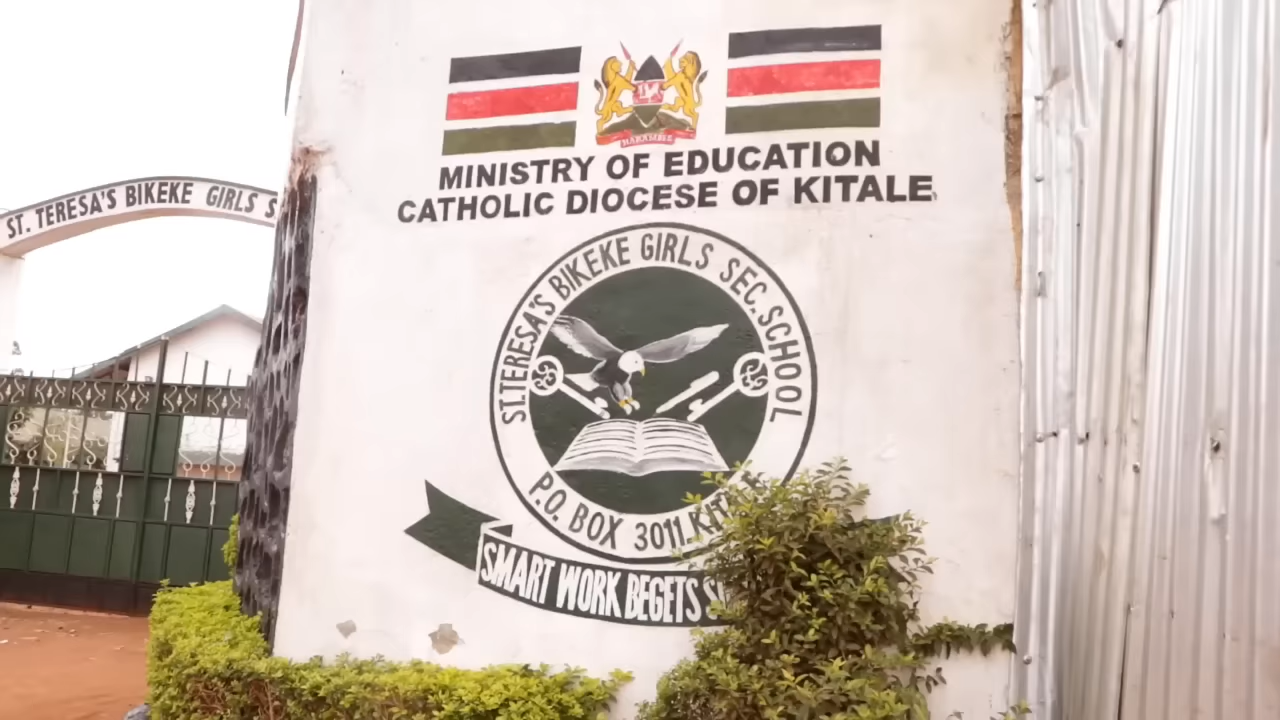 ST. TERESA'S BIKEKE GIRLS
HARAMBEE
MINISTRY OF EDUCATION
CATHOLIC DIOCESE OF KITALE
ST. TERESA'S BIKEKE GIRLS SEC. SCHOOL
P.O. BOX 3011.
SMART WORK BEGETS